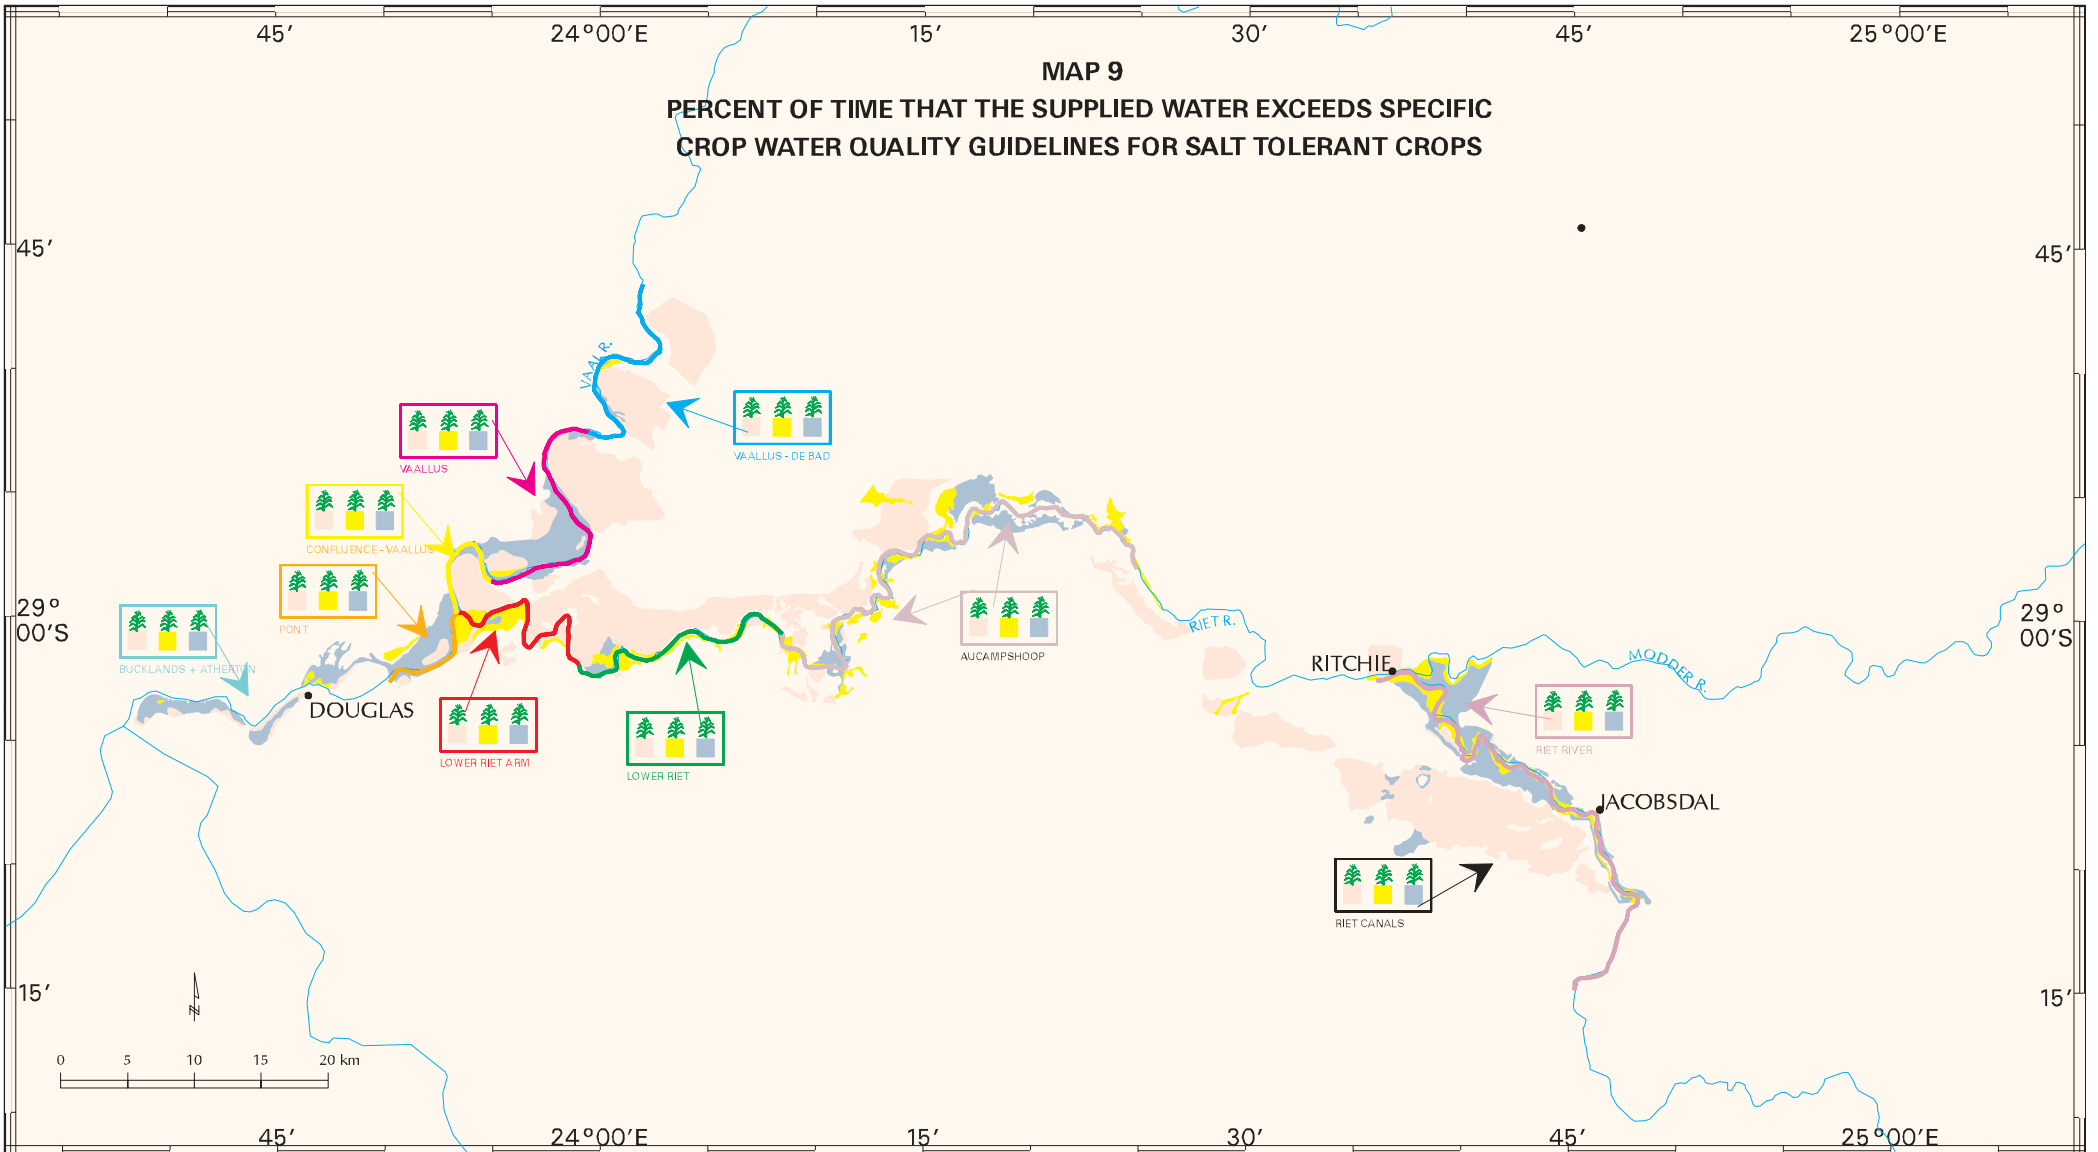 45′ 24°00′E 15′ 30′ 45′ 25°00′E
MAP 9
PERCENT OF TIME THAT THE SUPPLIED WATER EXCEEDS SPECIFIC
CROP WATER QUALITY GUIDELINES FOR SALT TOLERANT CROPS
45′ 45′
VAAL R.
VAALLUS
VAALLUS - DE BAD
CONFLUENCE - VAALLUS
PONT
BUCKLANDS + ATHERTON
29° 00′S
29° 00′S
RIET R.
AUCAMPSHOOP
RITCHIE
MODDER R.
DOUGLAS
LOWER RIET ARM
LOWER RIET
RIET RIVER
JACOBSDAL
RIET CANALS
15′ 15′
N
0 5 10 15 20 km
45′ 24°00′E 15′ 30′ 45′ 25°00′E